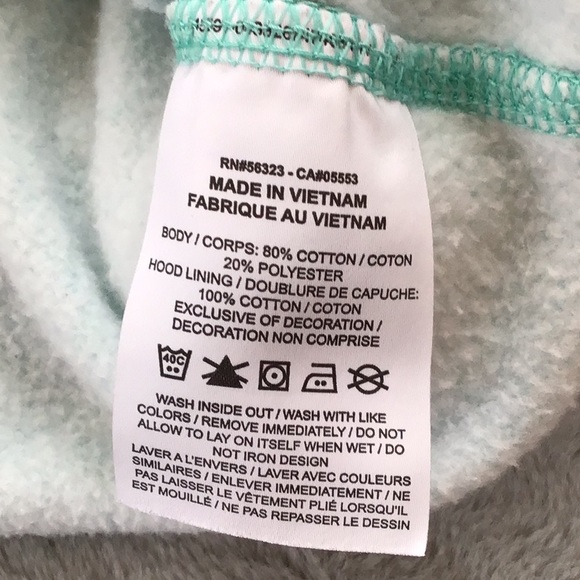 RN#56323 - CA#05553
MADE IN VIETNAM
FABRIQUE AU VIETNAM
BODY / CORPS: 80% COTTON / COTON
20% POLYESTER
HOOD LINING / DOUBLURE DE CAPUCHE:
100% COTTON / COTON
EXCLUSIVE OF DECORATION /
DECORATION NON COMPRISE
40C
WASH INSIDE OUT / WASH WITH LIKE
COLORS / REMOVE IMMEDIATELY / DO NOT
ALLOW TO LAY ON ITSELF WHEN WET / DO
NOT IRON DESIGN
LAVER A L'ENVERS / LAVER AVEC COULEURS
SIMILAIRES / ENLEVER IMMEDIATEMENT / NE
PAS LAISSER LE VÊTEMENT PLIÉ LORSQU'IL
EST MOUILLÉ / NE PAS REPASSER LE DESSIN